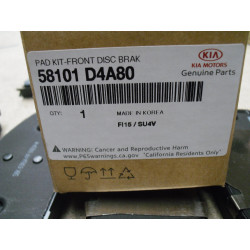 PAD KIT-FRONT DISC BRAK
58101 D4A80
KIA
KIA MOTORS
Genuine Parts
QTY: 1
MADE IN KOREA
FI16 / SU4V
WARNING: Cancer and Reproductive Harm
www.P65Warnings.ca.gov "California Residents Only"